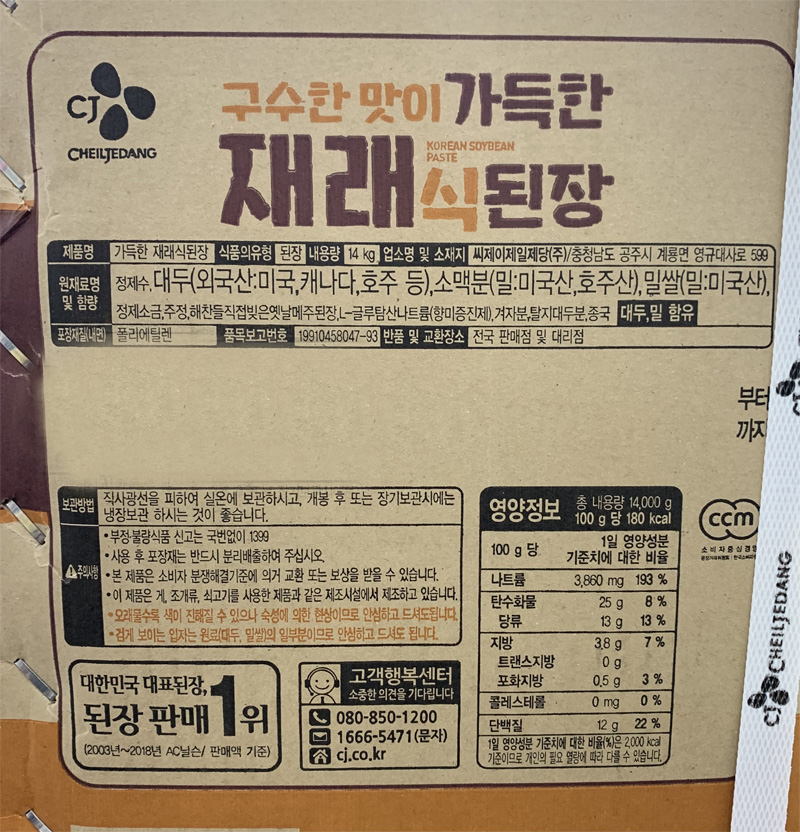 CJ
CHEILJEDANG
구수한 맛이 가득한
재래식된장
KOREAN SOYBEAN
PASTE
제품명 가득한 재래식된장 식품의유형 된장 내용량 14 kg 업소명 및 소재지 씨제이제일제당(주)/충청남도 공주시 계룡면 영규대사로 599
원재료명 및 함량 정제수,대두(외국산:미국,캐나다,호주 등),소맥분(밀:미국산,호주산),밀쌀(밀:미국산),
정제소금,주정,해찬들직접빚은옛날메주된장,L-글루탐산나트륨(향미증진제),겨자분,탈지대두분,종국 대두,밀 함유
포장재질(내면) 폴리에틸렌 품목보고번호 19910458047-93 반품 및 교환장소 전국 판매점 및 대리점
부터
까지
보관방법 직사광선을 피하여 실온에 보관하시고, 개봉 후 또는 장기보관시에는
냉장보관 하시는 것이 좋습니다.
주의사항
•부정·불량식품 신고는 국번없이 1399
•사용 후 포장재는 반드시 분리배출하여 주십시오.
•본 제품은 소비자 분쟁해결기준에 의거 교환 또는 보상을 받을 수 있습니다.
•이 제품은 게, 조개류, 쇠고기를 사용한 제품과 같은 제조시설에서 제조하고 있습니다.
•오래될수록 색이 진해질 수 있으나 숙성에 의한 현상이므로 안심하고 드셔도됩니다.
•검게 보이는 입자는 원료(대두, 밀쌀)의 일부분이므로 안심하고 드셔도 됩니다.
영양정보 총 내용량 14,000 g
100 g 당 180 kcal
100 g 당 1일 영양성분
기준치에 대한 비율
나트륨 3,860 mg 193 %
탄수화물 25 g 8 %
당류 13 g 13 %
지방 3.8 g 7 %
트랜스지방 0 g
포화지방 0.5 g 3 %
콜레스테롤 0 mg 0 %
단백질 12 g 22 %
1일 영양성분 기준치에 대한 비율(%)은 2,000 kcal
기준이므로 개인의 필요 열량에 따라 다를 수 있습니다.
ccm
소비자중심경영
대한민국 대표된장,
된장 판매 1위
(2003년~2018년 AC닐슨/ 판매액 기준)
고객행복센터
소중한 의견을 기다립니다
080-850-1200
1666-5471(문자)
cj.co.kr
CJ CHEILJEDANG